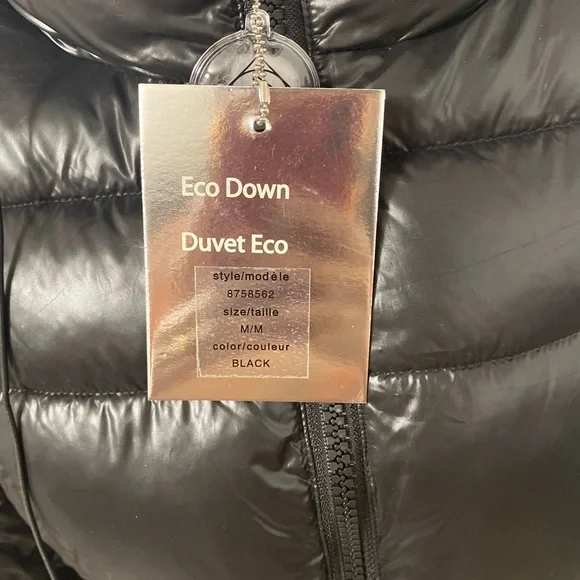 Eco Down
Duvet Eco
style/modèle
8758562
size/taille
M/M
color/couleur
BLACK